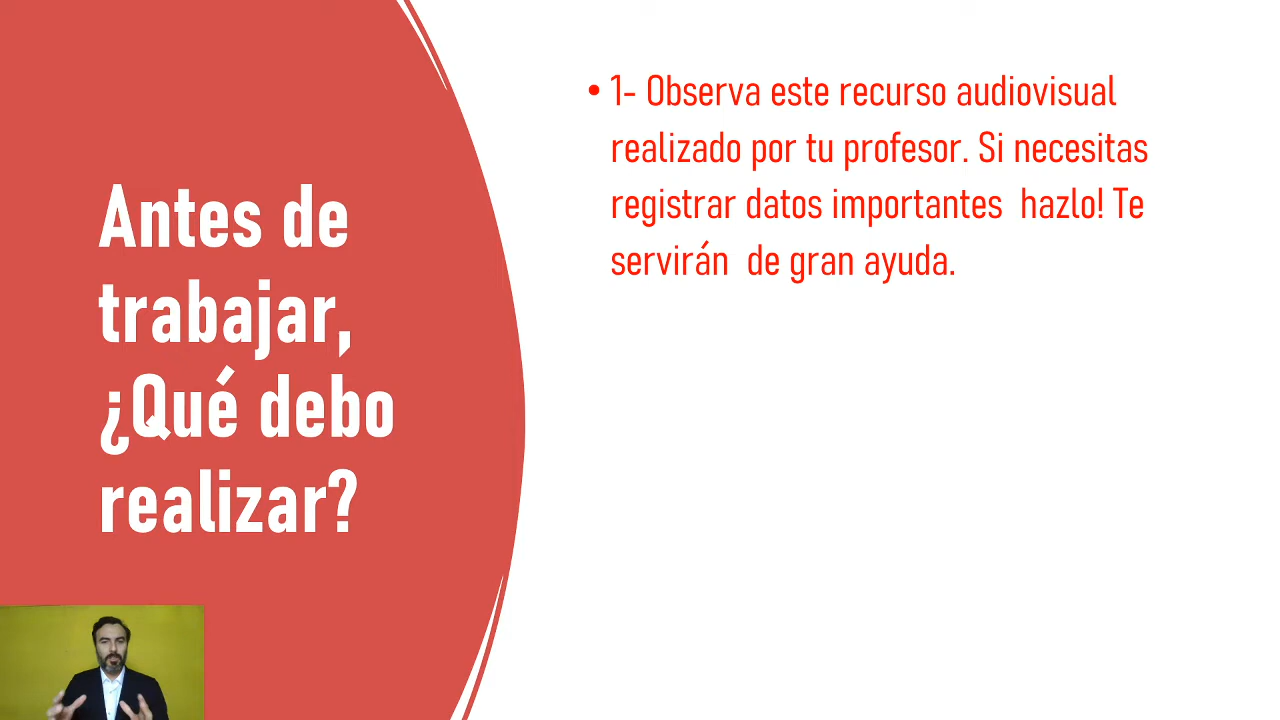 Antes de
trabajar,
¿Qué debo
realizar?
• 1- Observa este recurso audiovisual
realizado por tu profesor. Si necesitas
registrar datos importantes  hazlo! Te
servirán  de gran ayuda.